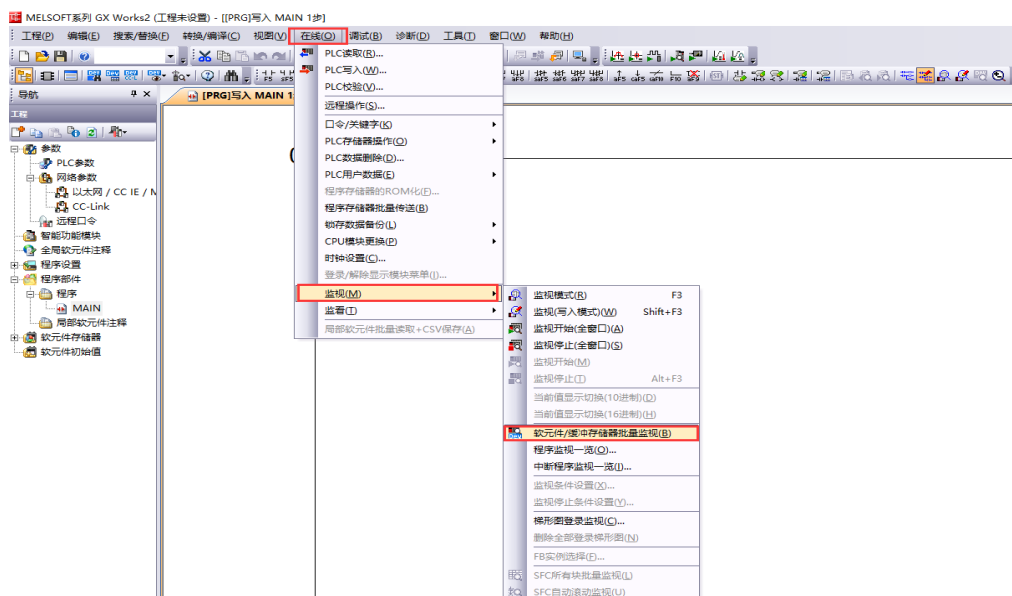 MELSOFT系列 GX Works2 (工程未设置) - [[PRG]写入 MAIN 1步]
工程(P) 编辑(E) 搜索/替换(F) 转换/编译(C) 视图(V) 在线(O) 调试(B) 诊断(D) 工具(T) 窗口(W) 帮助(H)
导航
[PRG]写入 MAIN 1
工程
参数
PLC参数
网络参数
以太网 / CC IE / M
CC-Link
远程口令
智能功能模块
全局软元件注释
程序设置
程序部件
程序
MAIN
局部软元件注释
软元件存储器
软元件初始值
PLC读取(R)...
PLC写入(W)...
PLC校验(V)...
远程操作(S)...
口令/关键字(K)
PLC存储器操作(O)
PLC数据删除(D)...
PLC用户数据(E)
程序存储器的ROM化(F)...
程序存储器批量传送(B)
锁存数据备份(L)
CPU模块更换(P)
时钟设置(C)...
登录/解除显示模块菜单(I)...
监视(M)
监看(T)
局部软元件批量读取+CSV保存(A)
监视模式(R) F3
监视(写入模式)(W) Shift+F3
监视开始(全窗口)(A)
监视停止(全窗口)(S)
监视开始(M)
监视停止(T) Alt+F3
当前值显示切换(10进制)(D)
当前值显示切换(16进制)(H)
软元件/缓冲存储器批量监视(B)
程序监视一览(O)...
中断程序监视一览(I)...
监视条件设置(X)...
监视停止条件设置(Y)...
梯形图登录监视(C)...
删除全部登录梯形图(N)
FB实例选择(F)...
SFC所有块批量监视(L)
SFC自动滚动监视(U)